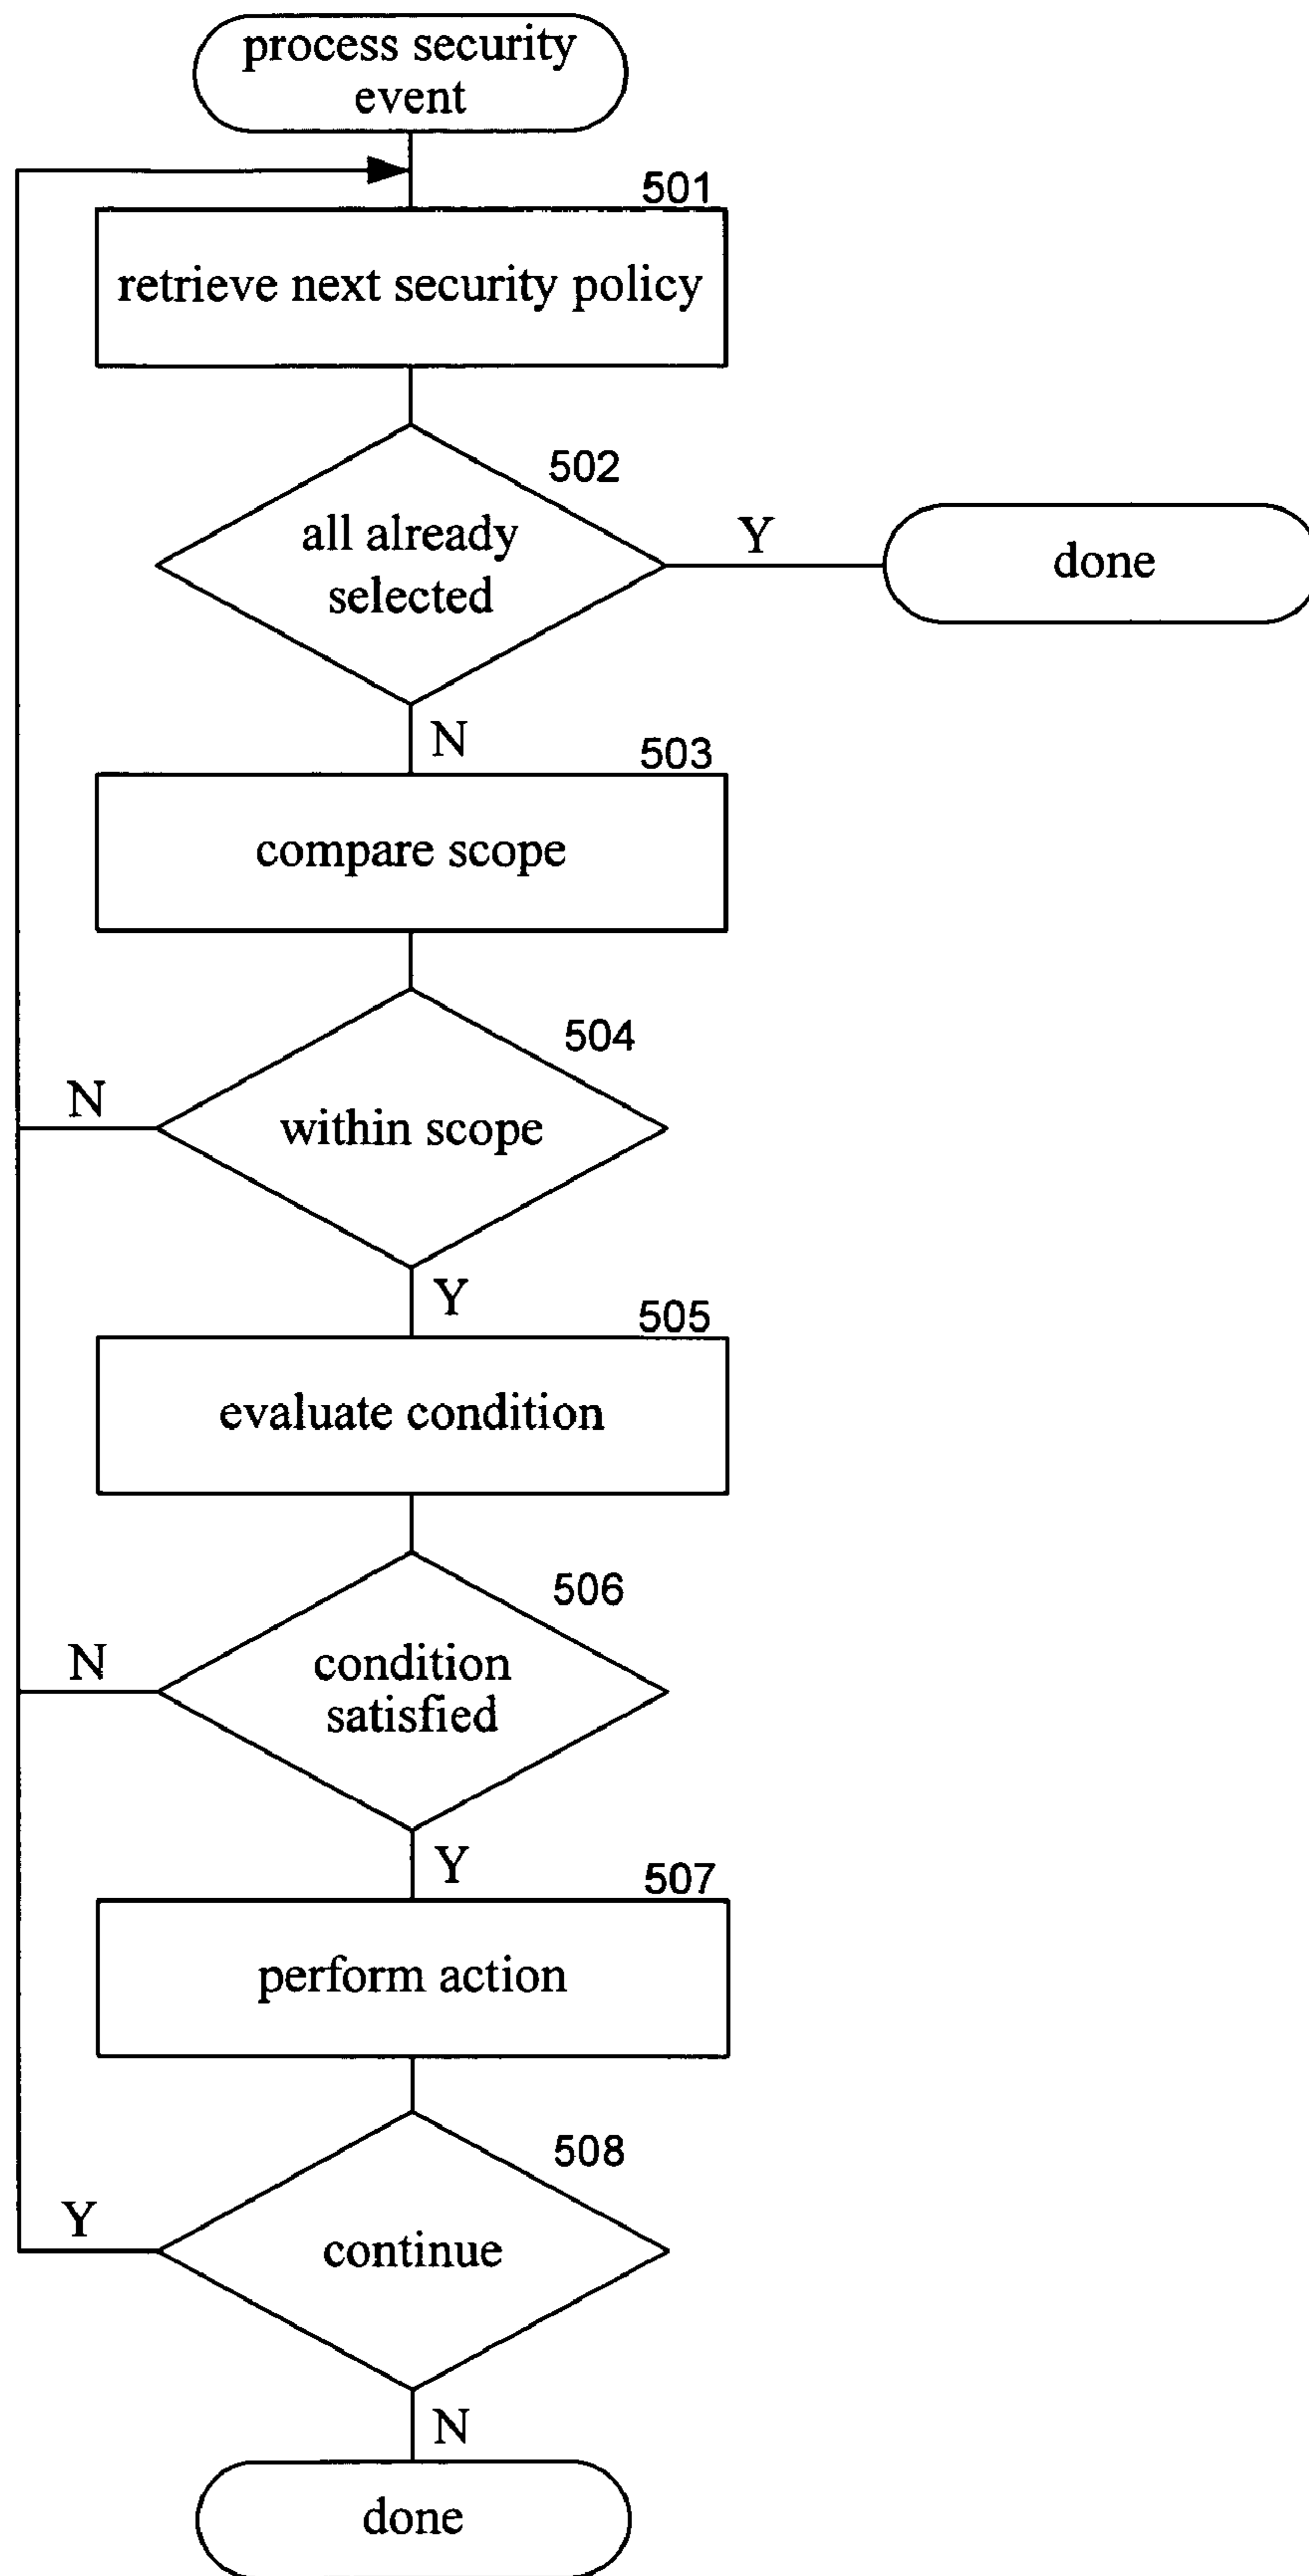 process security
event
501
retrieve next security policy
502
all already
selected
Y
done
N
503
compare scope
504
N
within scope
Y
505
evaluate condition
506
N
condition
satisfied
Y
507
perform action
508
Y
continue
N
done